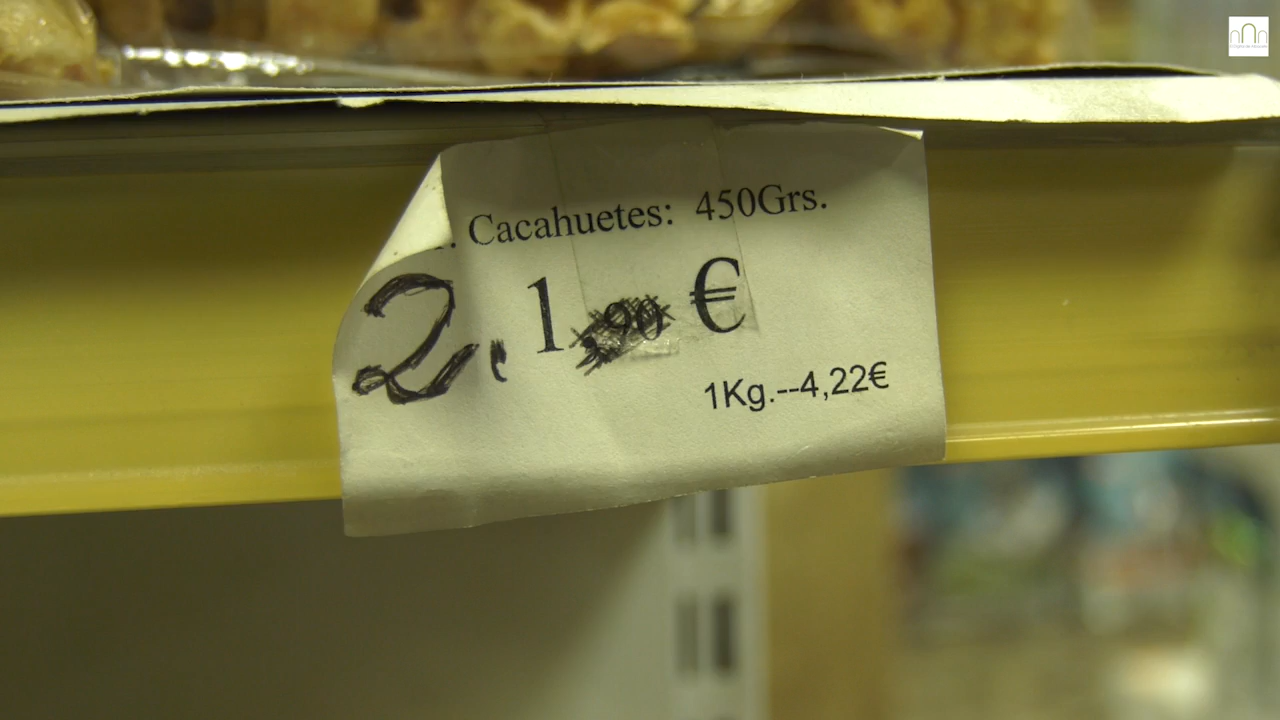 . Cacahuetes: 450Grs.
2, 1,90 €
1Kg.--4,22€